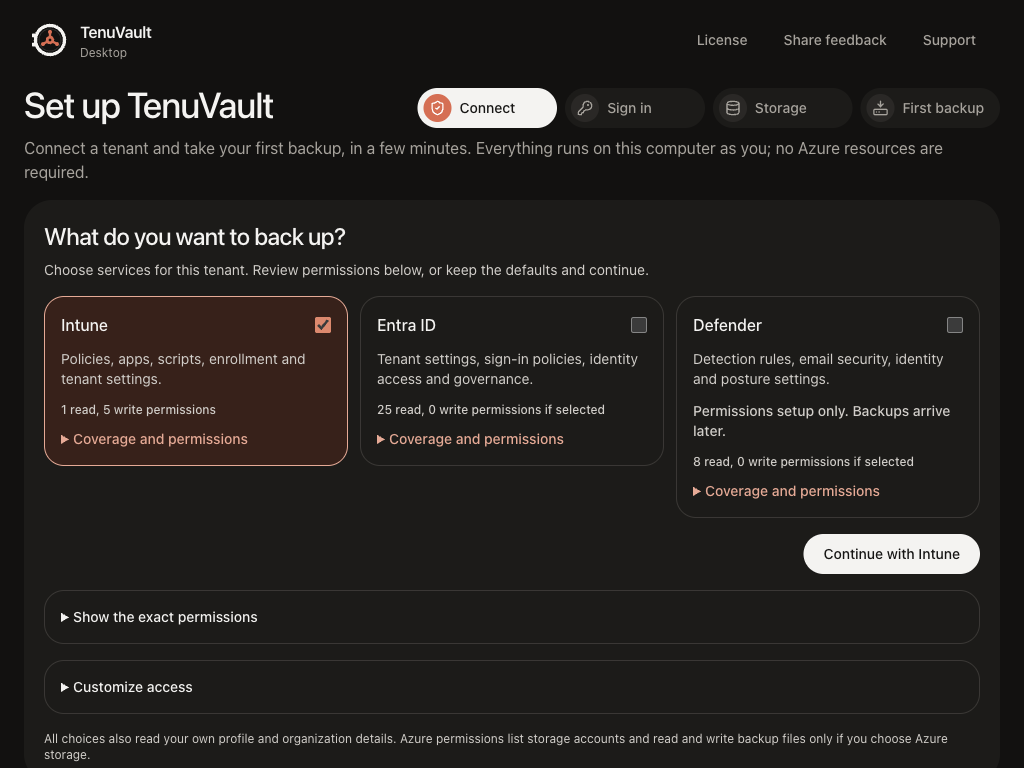 TenuVault
Desktop
License
Share feedback
Support
Set up TenuVault
Connect
Sign in
Storage
First backup
Connect a tenant and take your first backup, in a few minutes. Everything runs on this computer as you; no Azure resources are
required.
What do you want to back up?
Choose services for this tenant. Review permissions below, or keep the defaults and continue.
Intune
Policies, apps, scripts, enrollment and
tenant settings.
1 read, 5 write permissions
Coverage and permissions
Entra ID
Tenant settings, sign-in policies, identity
access and governance.
25 read, 0 write permissions if selected
Coverage and permissions
Defender
Detection rules, email security, identity
and posture settings.
Permissions setup only. Backups arrive
later.
8 read, 0 write permissions if selected
Coverage and permissions
Continue with Intune
Show the exact permissions
Customize access
All choices also read your own profile and organization details. Azure permissions list storage accounts and read and write backup files only if you choose Azure
storage.